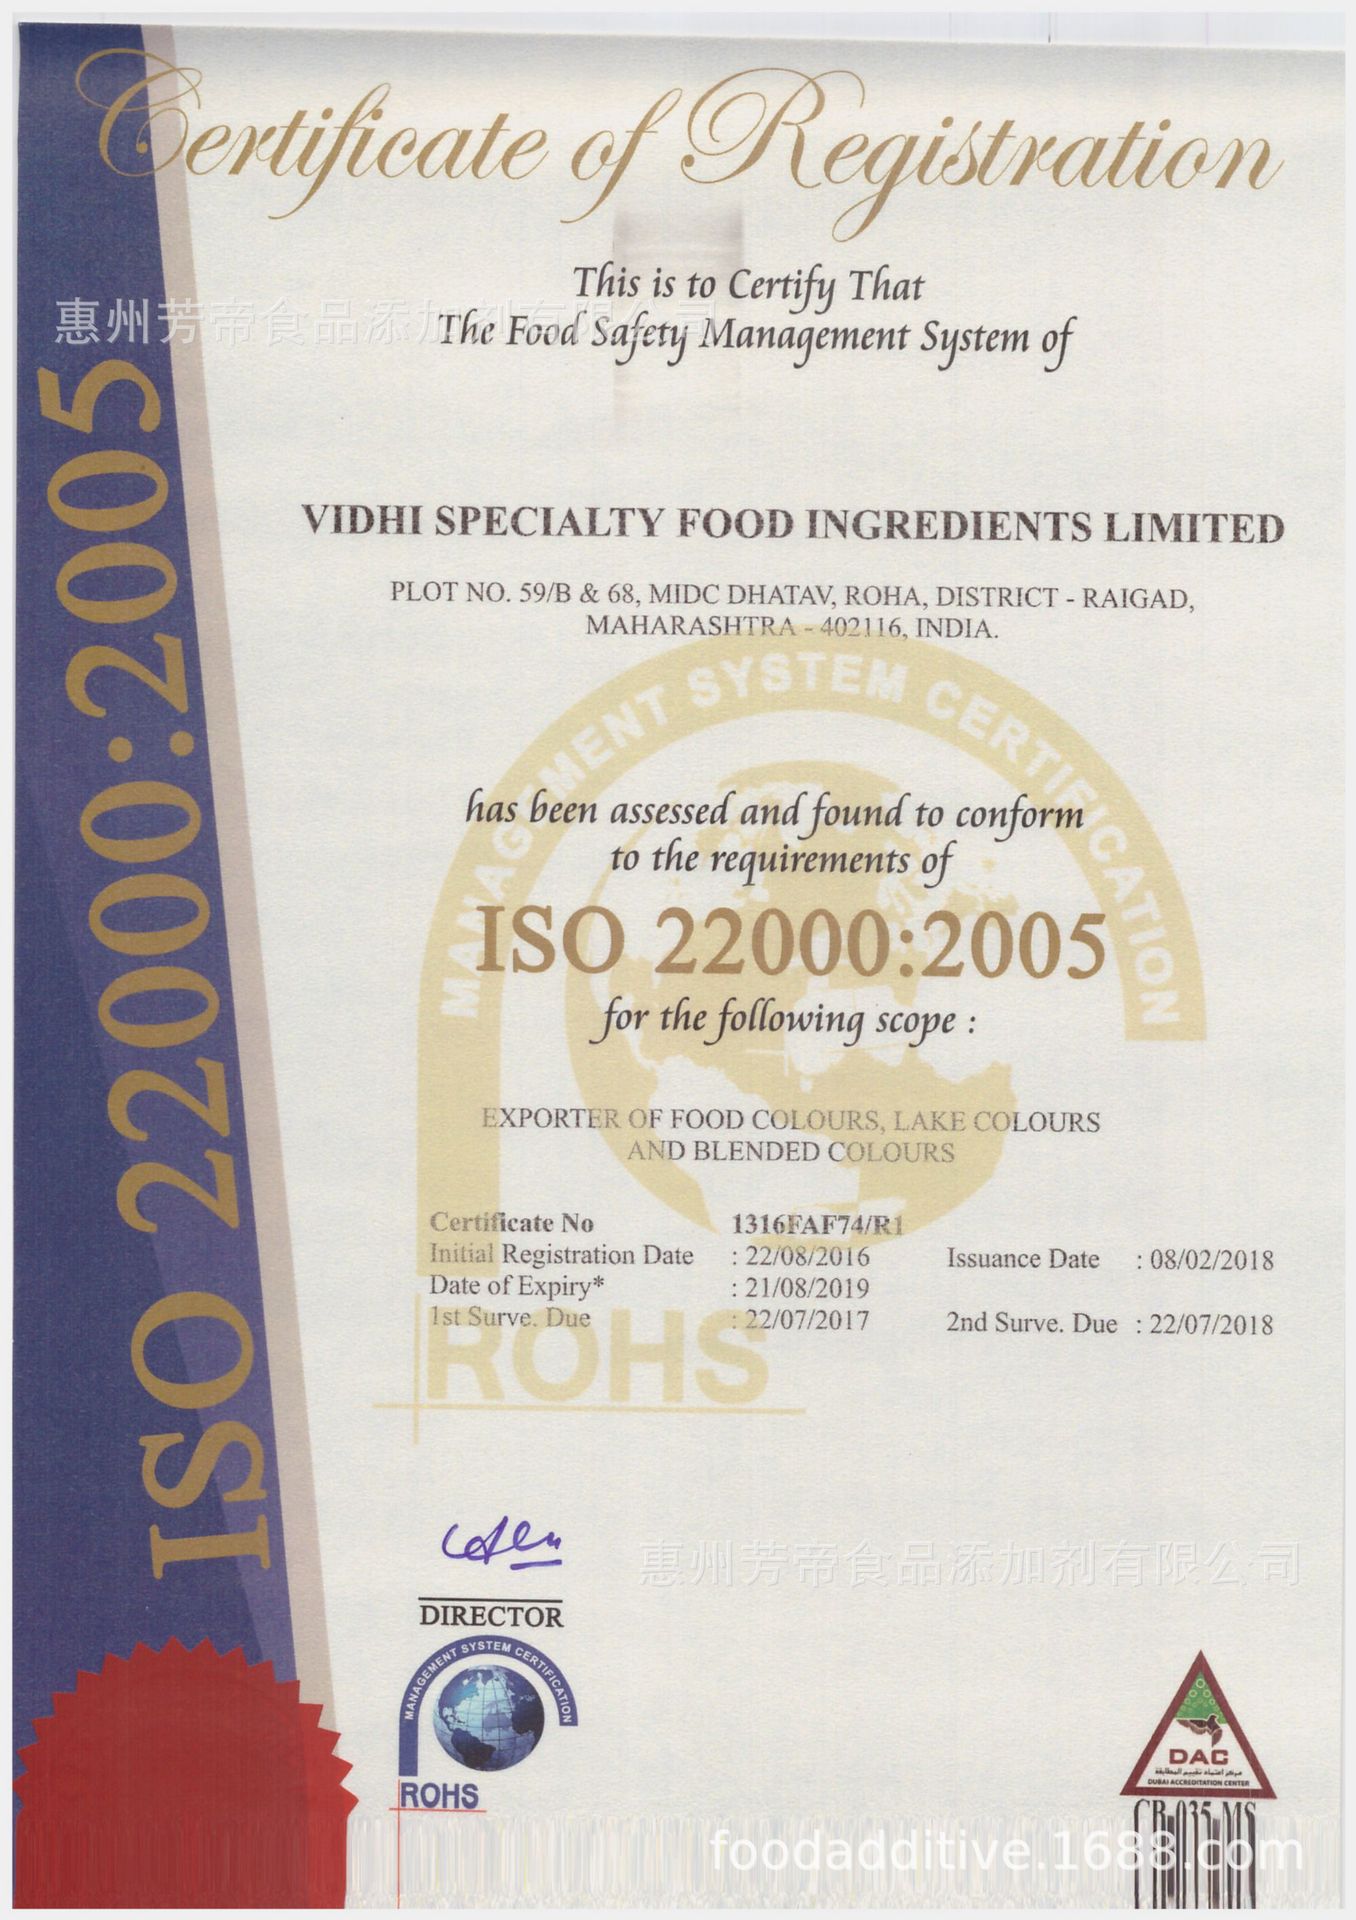 Certificate of Registration
This is to Certify That
惠州芳帝食品添加剂有限公司
The Food Safety Management System of
ISO 22000:2005
VIDHI SPECIALTY FOOD INGREDIENTS LIMITED
PLOT NO. 59/B & 68, MIDC DHATAV, ROHA, DISTRICT - RAIGAD,
MAHARASHTRA - 402116, INDIA.
MANAGEMENT SYSTEM CERTIFICATION
has been assessed and found to conform
to the requirements of
ISO 22000:2005
for the following scope :
EXPORTER OF FOOD COLOURS, LAKE COLOURS
AND BLENDED COLOURS
Certificate No 1316FAF74/R1
Initial Registration Date : 22/08/2016 Issuance Date : 08/02/2018
Date of Expiry* : 21/08/2019
1st Surve. Due : 22/07/2017 2nd Surve. Due : 22/07/2018
ROHS
惠州芳帝食品添加剂有限公司
DIRECTOR
MANAGEMENT SYSTEM CERTIFICATION
ROHS
DAC
مركز اعتماد تقييم المطابقة
DUBAI ACCREDITATION CENTER
CB-035-MS
foodadditive.1688.com